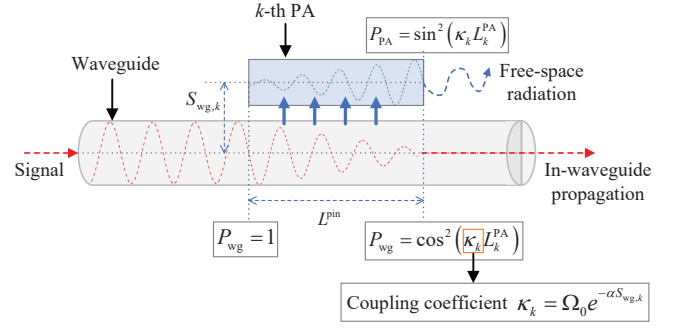 k-th PA
P_PA = sin²(κ_k L_k^PA)
Waveguide
S_wg,k
Free-space
radiation
Signal
In-waveguide
propagation
L^pin
P_wg = 1
P_wg = cos²(κ_k L_k^PA)
Coupling coefficient κ_k = Ω₀e^(-αS_wg,k)